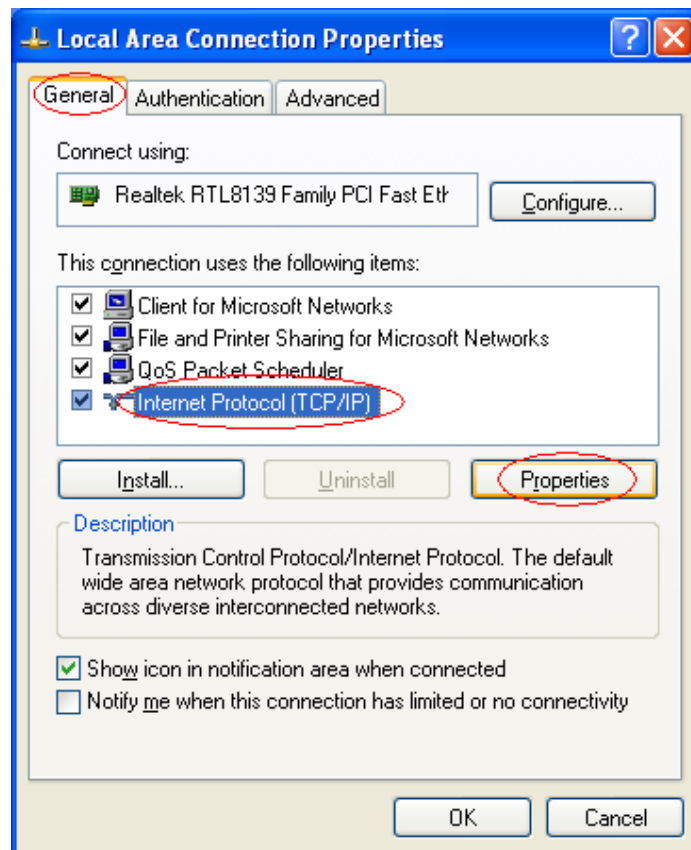 Local Area Connection Properties
General Authentication Advanced
Connect using:
Realtek RTL8139 Family PCI Fast Eth
Configure...
This connection uses the following items:
Client for Microsoft Networks
File and Printer Sharing for Microsoft Networks
QoS Packet Scheduler
Internet Protocol (TCP/IP)
Install... Uninstall Properties
Description
Transmission Control Protocol/Internet Protocol. The default
wide area network protocol that provides communication
across diverse interconnected networks.
Show icon in notification area when connected
Notify me when this connection has limited or no connectivity
OK Cancel